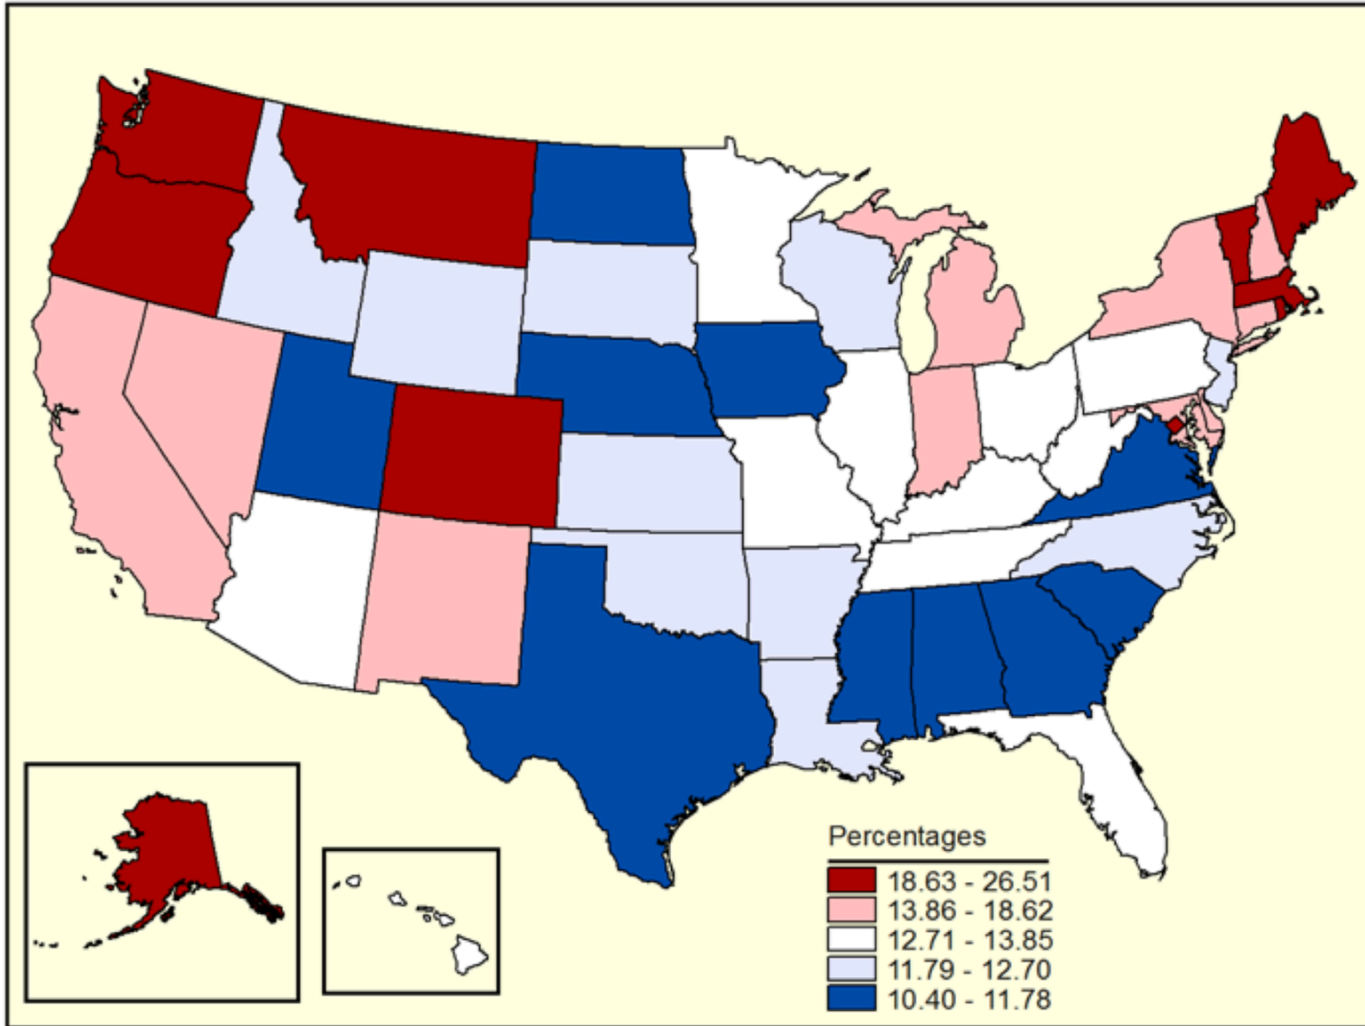 Percentages
18.63 - 26.51
13.86 - 18.62
12.71 - 13.85
11.79 - 12.70
10.40 - 11.78